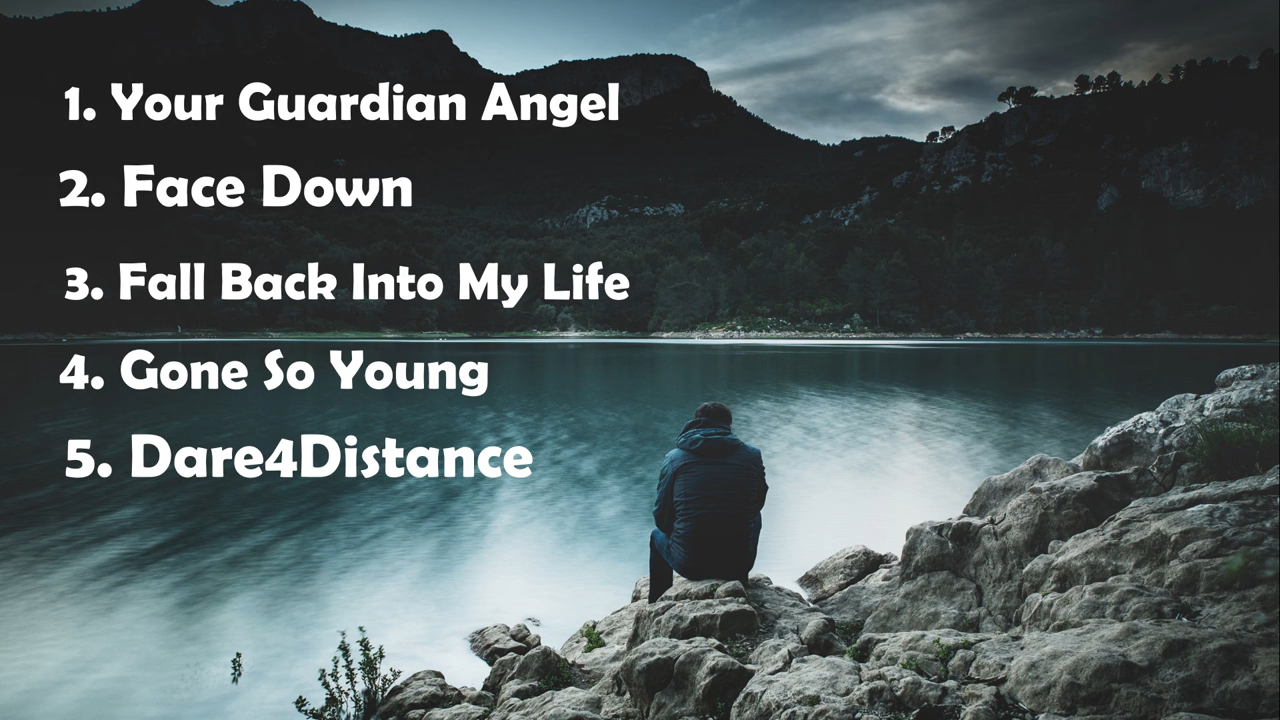 1. Your Guardian Angel
2. Face Down
3. Fall Back Into My Life
4. Gone So Young
5. Dare4Distance